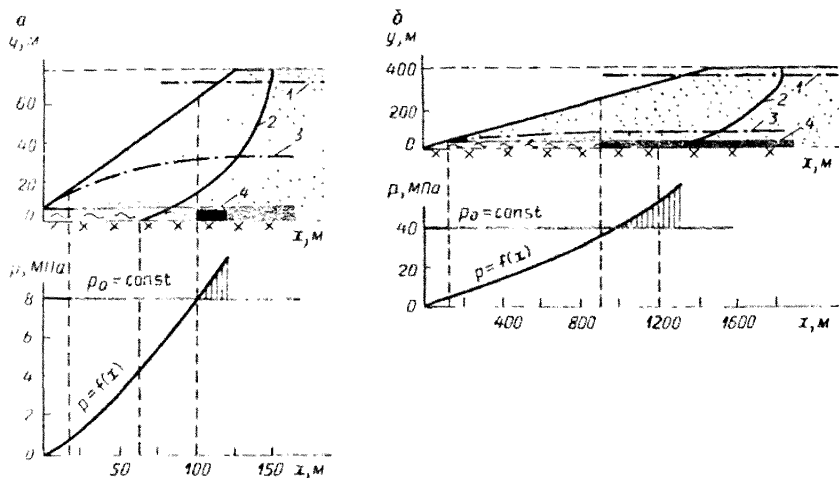 а
y, м
60
40
20
0
1
2
3
4
x, м
p, МПа
p₀ = const
8
6
4
2
0
p = f(x)
50
100
150
x, м
б
y, м
400
200
0
1
2
3
4
x, м
p, МПа
p₀ = const
40
20
0
p = f(x)
400
800
1200
1600
x, м